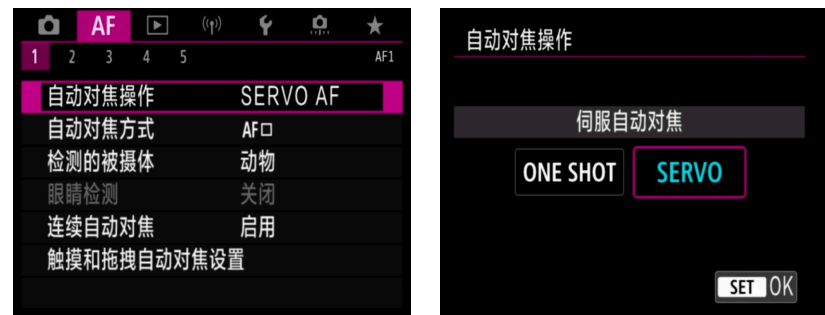 AF
1 2 3 4 5 AF1
自动对焦操作 SERVO AF
自动对焦方式 AF□
检测的被摄体 动物
眼睛检测 关闭
连续自动对焦 启用
触摸和拖拽自动对焦设置
自动对焦操作
伺服自动对焦
ONE SHOT SERVO
SET OK